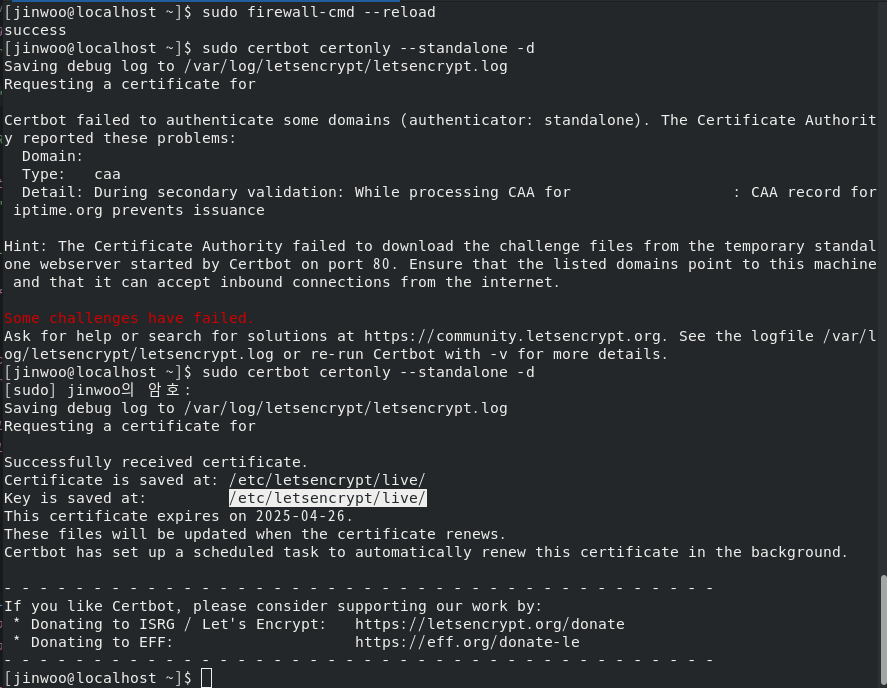 [jinwoo@localhost ~]$ sudo firewall-cmd --reload
success
[jinwoo@localhost ~]$ sudo certbot certonly --standalone -d
Saving debug log to /var/log/letsencrypt/letsencrypt.log
Requesting a certificate for
Certbot failed to authenticate some domains (authenticator: standalone). The Certificate Authorit
y reported these problems:
  Domain:
  Type:   caa
  Detail: During secondary validation: While processing CAA for                  : CAA record for
 iptime.org prevents issuance
Hint: The Certificate Authority failed to download the challenge files from the temporary standal
one webserver started by Certbot on port 80. Ensure that the listed domains point to this machine
 and that it can accept inbound connections from the internet.
Some challenges have failed.
Ask for help or search for solutions at https://community.letsencrypt.org. See the logfile /var/l
og/letsencrypt/letsencrypt.log or re-run Certbot with -v for more details.
[jinwoo@localhost ~]$ sudo certbot certonly --standalone -d
[sudo] jinwoo의 암호:
Saving debug log to /var/log/letsencrypt/letsencrypt.log
Requesting a certificate for
Successfully received certificate.
Certificate is saved at: /etc/letsencrypt/live/
Key is saved at:         /etc/letsencrypt/live/
This certificate expires on 2025-04-26.
These files will be updated when the certificate renews.
Certbot has set up a scheduled task to automatically renew this certificate in the background.
- - - - - - - - - - - - - - - - - - - - - - - - - - - - - - - - - - - - - - - -
If you like Certbot, please consider supporting our work by:
 * Donating to ISRG / Let's Encrypt:   https://letsencrypt.org/donate
 * Donating to EFF:                    https://eff.org/donate-le
- - - - - - - - - - - - - - - - - - - - - - - - - - - - - - - - - - - - - - - -
[jinwoo@localhost ~]$